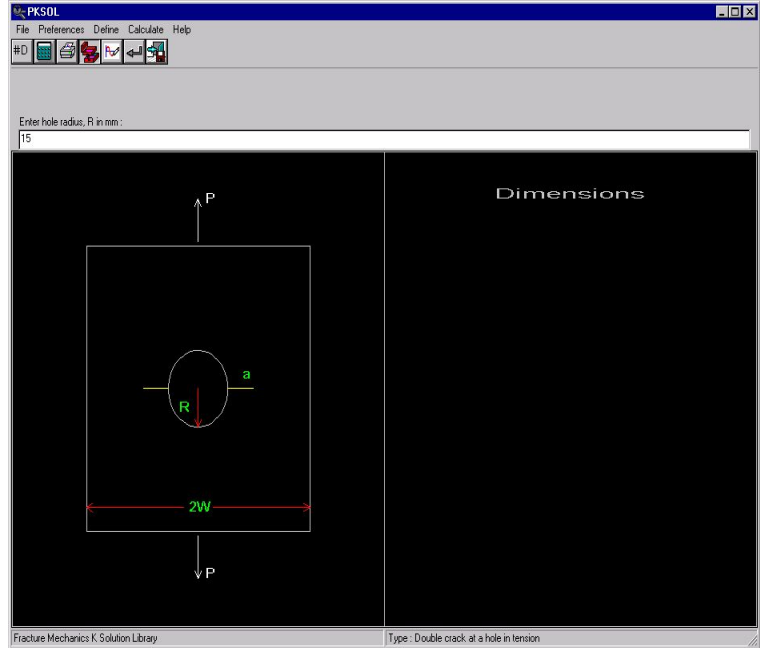 PKSOL
File Preferences Define Calculate Help
#D
Enter hole radius, R in mm :
15
P
Dimensions
a
R
2W
P
Fracture Mechanics K Solution Library
Type : Double crack at a hole in tension